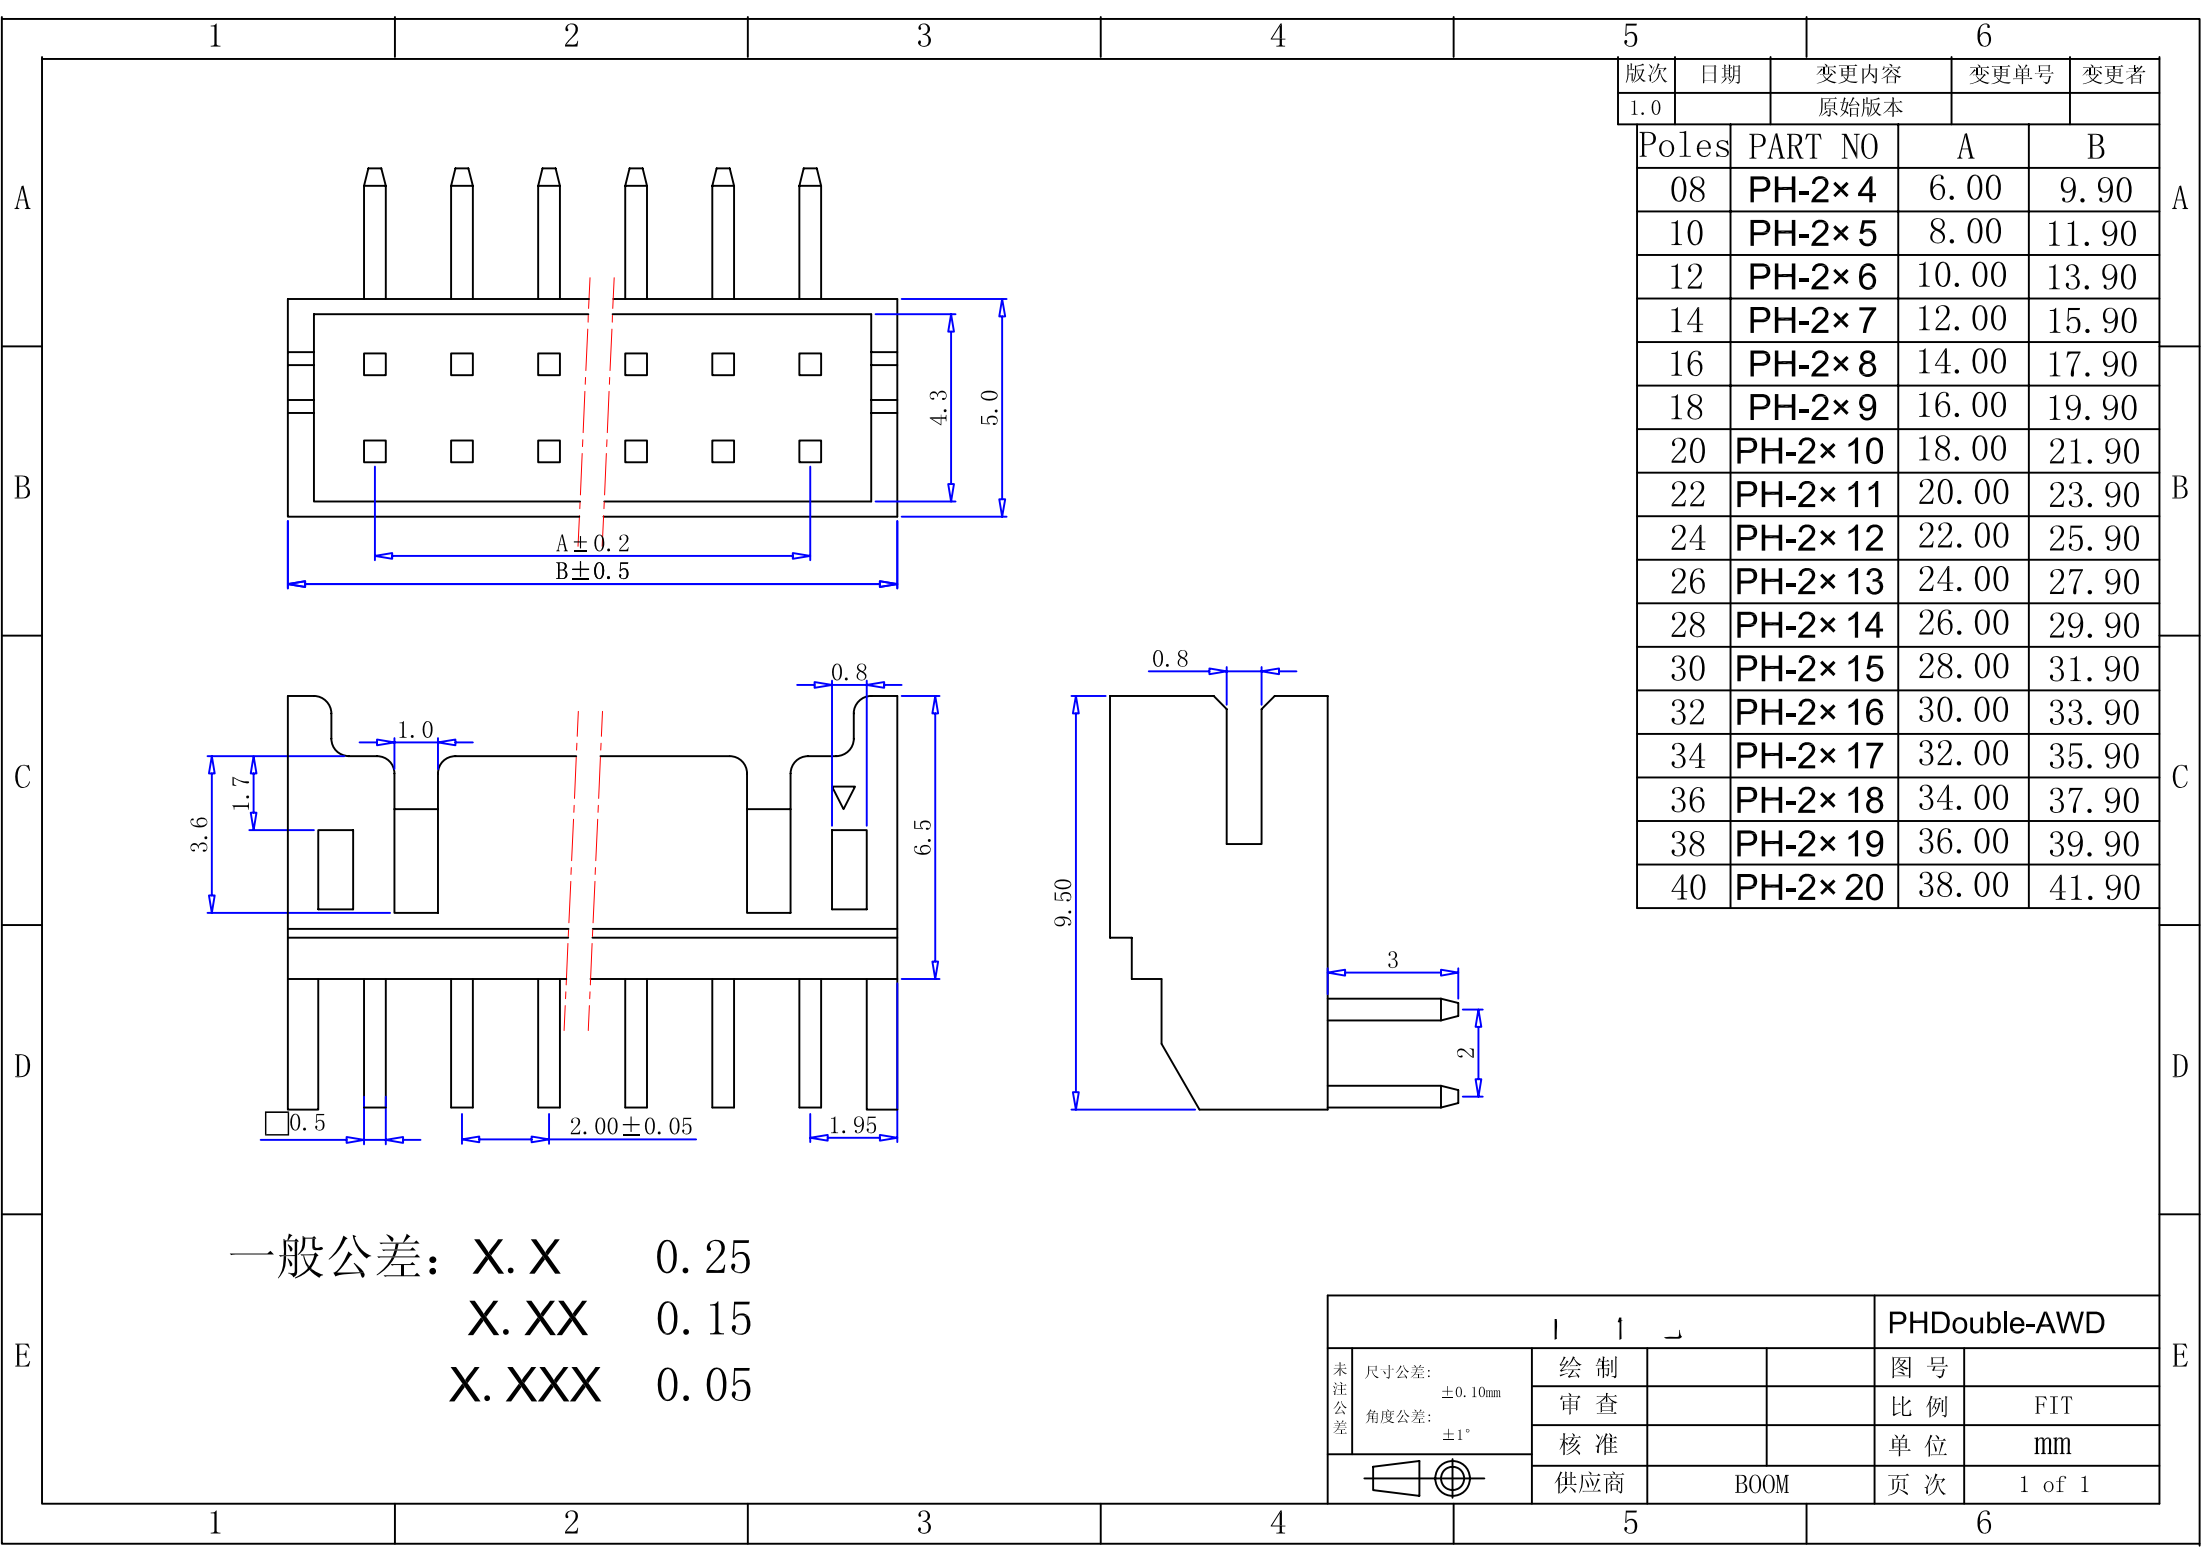 1 2 3 4 5 6
版次 日期 变更内容 变更单号 变更者
1.0 原始版本
Poles PART NO A B
08 PH-2×4 6.00 9.90
10 PH-2×5 8.00 11.90
12 PH-2×6 10.00 13.90
14 PH-2×7 12.00 15.90
16 PH-2×8 14.00 17.90
18 PH-2×9 16.00 19.90
20 PH-2×10 18.00 21.90
22 PH-2×11 20.00 23.90
24 PH-2×12 22.00 25.90
26 PH-2×13 24.00 27.90
28 PH-2×14 26.00 29.90
30 PH-2×15 28.00 31.90
32 PH-2×16 30.00 33.90
34 PH-2×17 32.00 35.90
36 PH-2×18 34.00 37.90
38 PH-2×19 36.00 39.90
40 PH-2×20 38.00 41.90
A A
B B
C C
D D
E E
4.3
5.0
A±0.2
B±0.5
0.8
1.0
1.7
3.6
6.5
□0.5
2.00±0.05
1.95
0.8
9.50
3
2
一般公差: X.X 0.25
X.XX 0.15
X.XXX 0.05
PHDouble-AWD
未注公差
尺寸公差:
±0.10mm
角度公差:
±1°
绘制 图号
审查 比例 FIT
核准 单位 mm
供应商 BOOM 页次 1 of 1
1 2 3 4 5 6